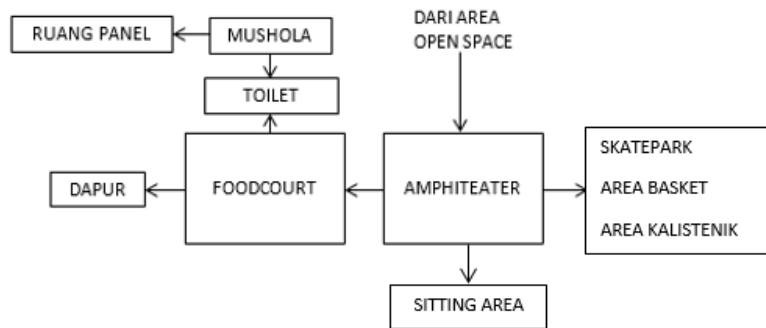 RUANG PANEL
MUSHOLA
DARI AREA
OPEN SPACE
TOILET
DAPUR
FOODCOURT
AMPHITEATER
SKATEPARK
AREA BASKET
AREA KALISTENIK
SITTING AREA